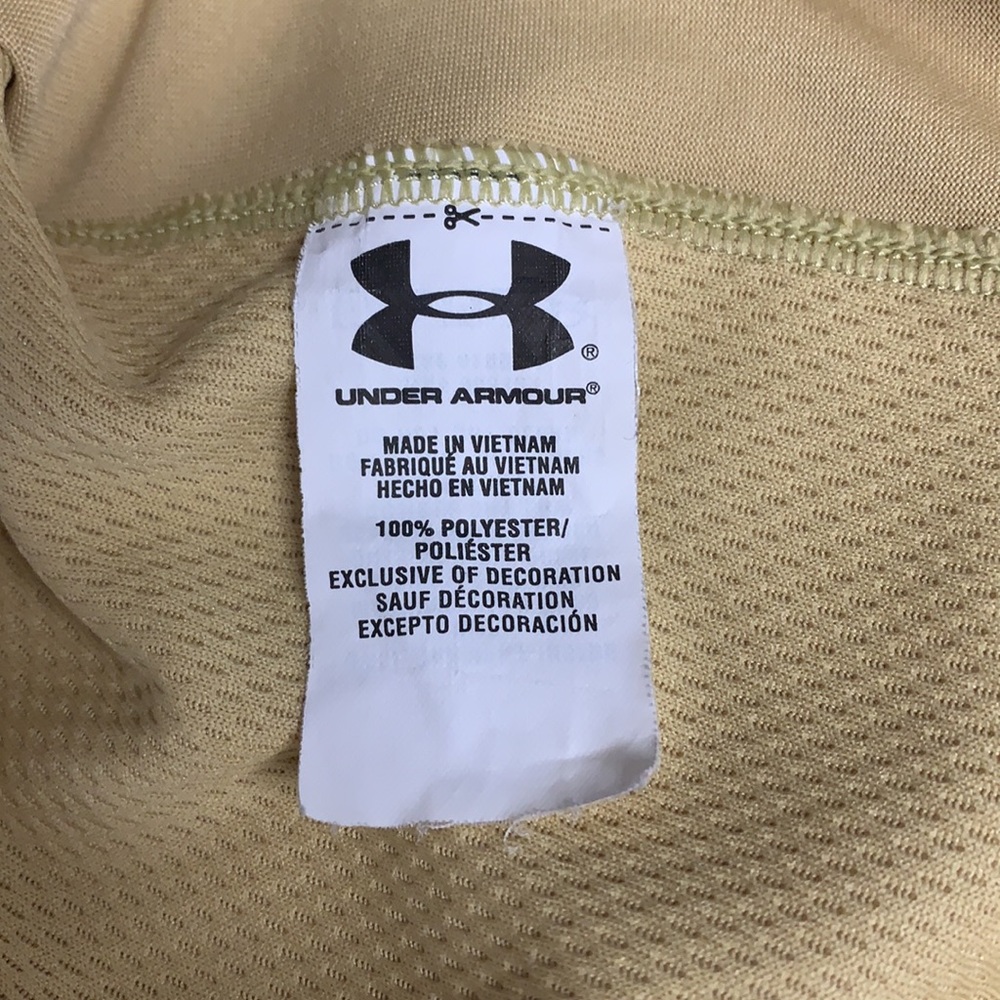 ®
UNDER ARMOUR®
MADE IN VIETNAM
FABRIQUÉ AU VIETNAM
HECHO EN VIETNAM
100% POLYESTER/
POLIÉSTER
EXCLUSIVE OF DECORATION
SAUF DÉCORATION
EXCEPTO DECORACIÓN